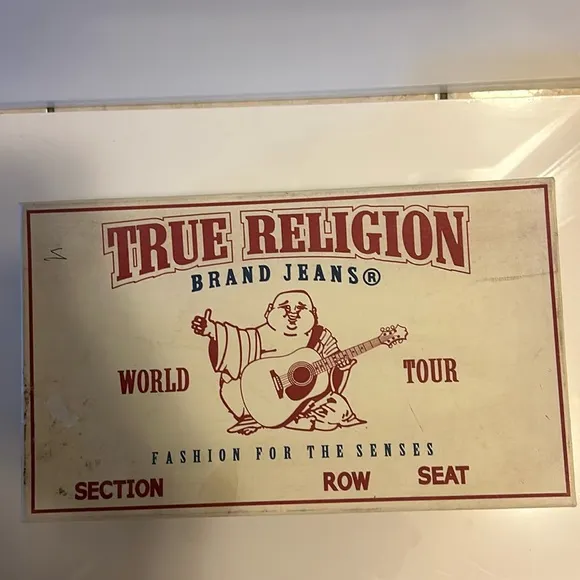 TRUE RELIGION
BRAND JEANS®
WORLD TOUR
FASHION FOR THE SENSES
SECTION ROW SEAT